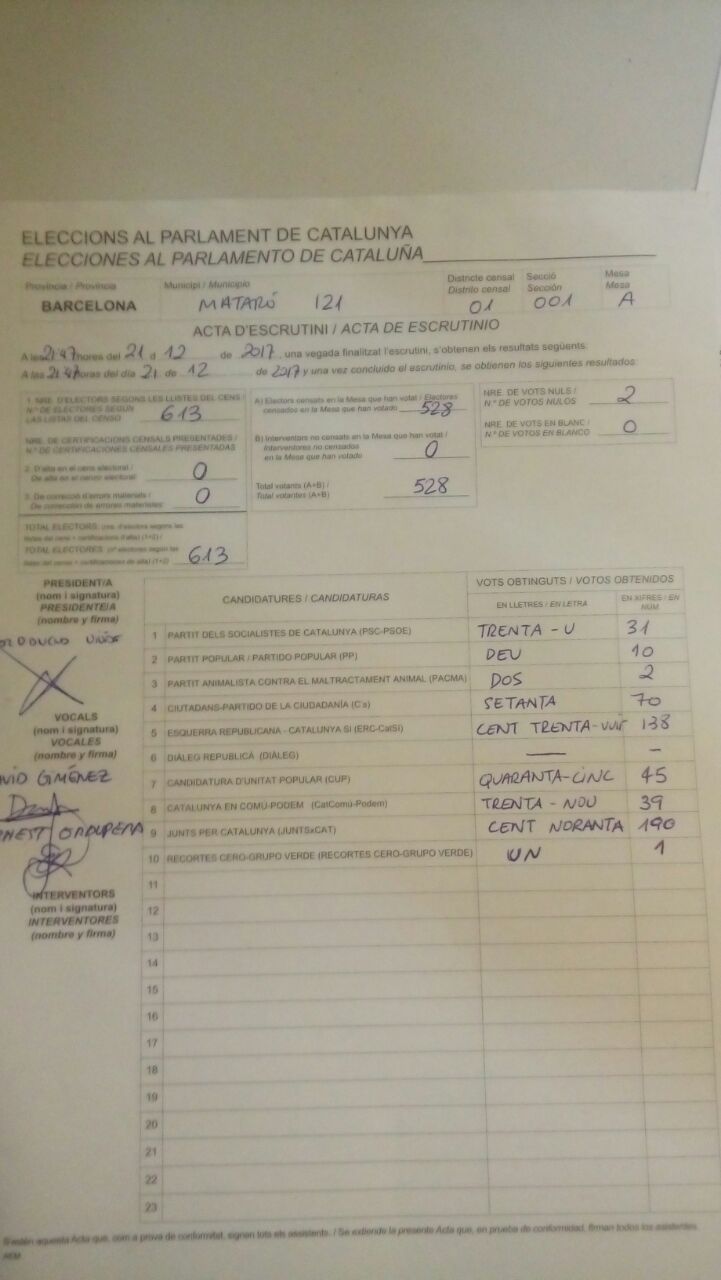 ELECCIONS AL PARLAMENT DE CATALUNYA
ELECCIONES AL PARLAMENTO DE CATALUÑA
Província / Provincia Municipi / Municipio Districte censal Distrito censal Secció Sección Mesa Mesa
BARCELONA MATARÓ 121 01 001 A
ACTA D'ESCRUTINI / ACTA DE ESCRUTINIO
A les 21:47 hores del 21 d 12 de 2017, una vegada finalitzat l'escrutini, s'obtenen els resultats següents:
A las 21:47 horas del día 21 de 12 de 2017 y una vez concluido el escrutinio, se obtienen los siguientes resultados:
1. NRE. D'ELECTORS SEGONS LES LLISTES DEL CENS /
N.º DE ELECTORES SEGÚN
LAS LISTAS DEL CENSO 613
NRE. DE CERTIFICACIONS CENSALS PRESENTADES /
N.º DE CERTIFICACIONES CENSALES PRESENTADAS
2. D'alta en el cens electoral /
De alta en el censo electoral: 0
3. De correcció d'errors materials /
De corrección de errores materiales: 0
TOTAL ELECTORS (nre. d'electors segons les
llistes del cens + certificacions d'alta) (1+2) /
TOTAL ELECTORES (nº electores según las
listas del censo + certificaciones de alta) (1+2) 613
A) Electors censats en la Mesa que han votat / Electores
censados en la Mesa que han votado 528
B) Interventors no censats en la Mesa que han votat /
Interventores no censados
en la Mesa que han votado 0
Total votants (A+B) /
Total votantes (A+B) 528
NRE. DE VOTS NULS /
N.º DE VOTOS NULOS 2
NRE. DE VOTS EN BLANC /
N.º DE VOTOS EN BLANCO 0
PRESIDENT/A
(nom i signatura)
PRESIDENTE/A
(nombre y firma)
VOCALS
(nom i signatura)
VOCALES
(nombre y firma)
GIMÉNEZ
INTERVENTORS
(nom i signatura)
INTERVENTORES
(nombre y firma)
CANDIDATURES / CANDIDATURAS VOTS OBTINGUTS / VOTOS OBTENIDOS
EN LLETRES / EN LETRA EN XIFRES / EN NÚM
1 PARTIT DELS SOCIALISTES DE CATALUNYA (PSC-PSOE) TRENTA - U 31
2 PARTIT POPULAR / PARTIDO POPULAR (PP) DEU 10
3 PARTIT ANIMALISTA CONTRA EL MALTRACTAMENT ANIMAL (PACMA) DOS 2
4 CIUTADANS-PARTIDO DE LA CIUDADANÍA (C's) SETANTA 70
5 ESQUERRA REPUBLICANA - CATALUNYA SÍ (ERC-CatSí) CENT TRENTA-VUIT 138
6 DIÀLEG REPUBLICÀ (DIÀLEG) — –
7 CANDIDATURA D'UNITAT POPULAR (CUP) QUARANTA-CINC 45
8 CATALUNYA EN COMÚ-PODEM (CatComú-Podem) TRENTA - NOU 39
9 JUNTS PER CATALUNYA (JUNTSxCAT) CENT NORANTA 190
10 RECORTES CERO-GRUPO VERDE (RECORTES CERO-GRUPO VERDE) UN 1
11
12
13
14
15
16
17
18
19
20
21
22
23
S'estén aquesta Acta que, com a prova de conformitat, signen tots els assistents. / Se extiende la presente Acta que, en prueba de conformidad, firman todos los asistentes.